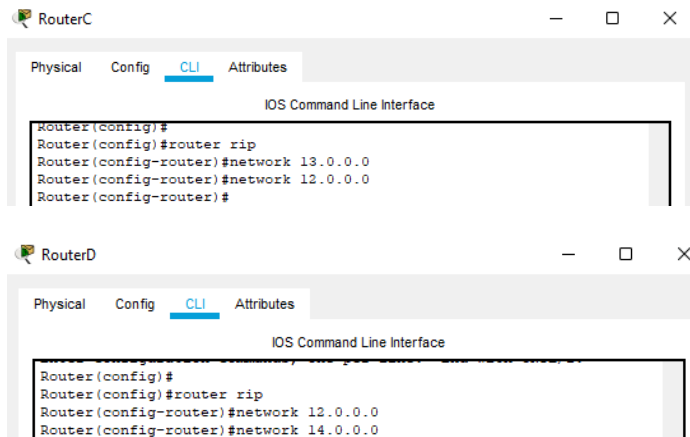 RouterC
Physical Config CLI Attributes
IOS Command Line Interface
Router(config)#
Router(config)#router rip
Router(config-router)#network 13.0.0.0
Router(config-router)#network 12.0.0.0
Router(config-router)#
RouterD
Physical Config CLI Attributes
IOS Command Line Interface
Router(config)#
Router(config)#router rip
Router(config-router)#network 12.0.0.0
Router(config-router)#network 14.0.0.0